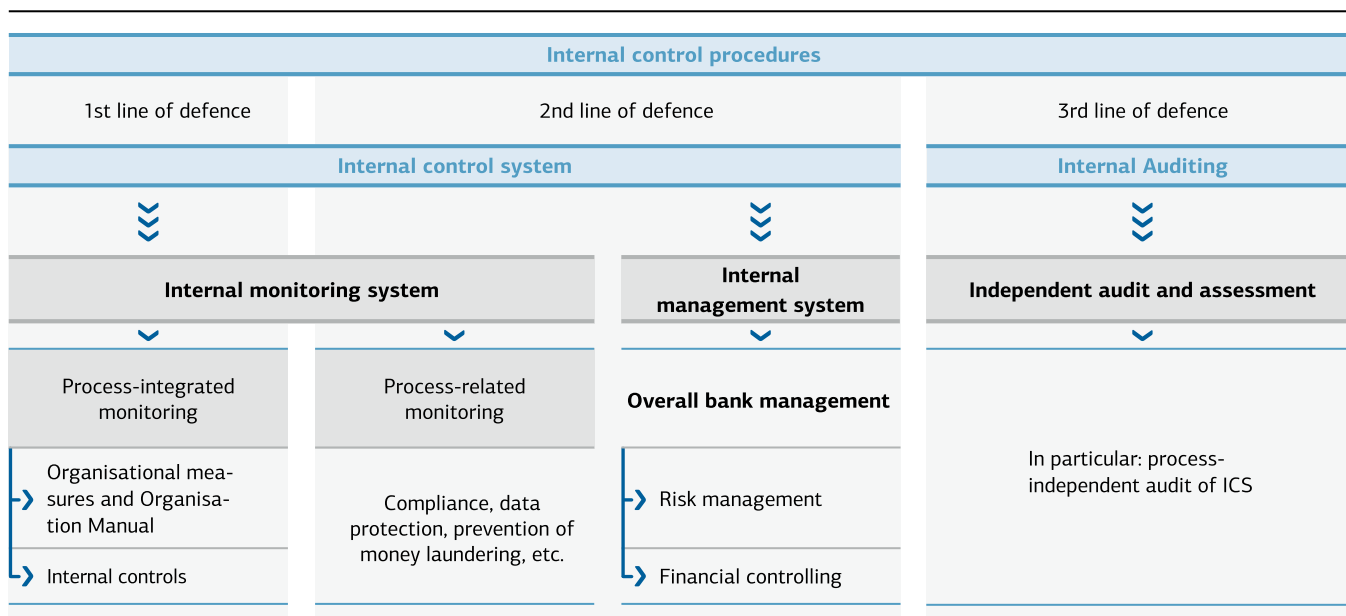 Internal control procedures
1st line of defence
2nd line of defence
3rd line of defence
Internal control system
Internal Auditing
Internal monitoring system
Internal
management system
Independent audit and assessment
Process-integrated
monitoring
Process-related
monitoring
Overall bank management
Organisational mea-
sures and Organisa-
tion Manual
Internal controls
Compliance, data
protection, prevention of
money laundering, etc.
Risk management
Financial controlling
In particular: process-
independent audit of ICS